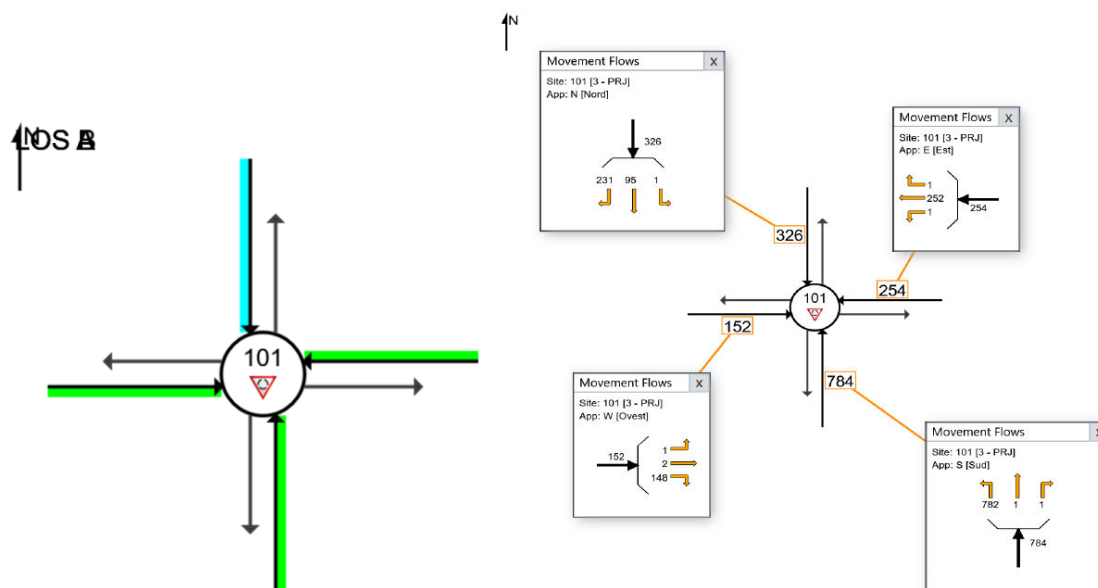 N
LOS
101
N
Movement Flows X
Site: 101 [3 - PRJ]
App: N [Nord]
326
231 95 1
Movement Flows X
Site: 101 [3 - PRJ]
App: E [Est]
1
252
1
254
326
254
101
152
784
Movement Flows X
Site: 101 [3 - PRJ]
App: W [Ovest]
152
1
2
148
Movement Flows X
Site: 101 [3 - PRJ]
App: S [Sud]
782 1 1
784